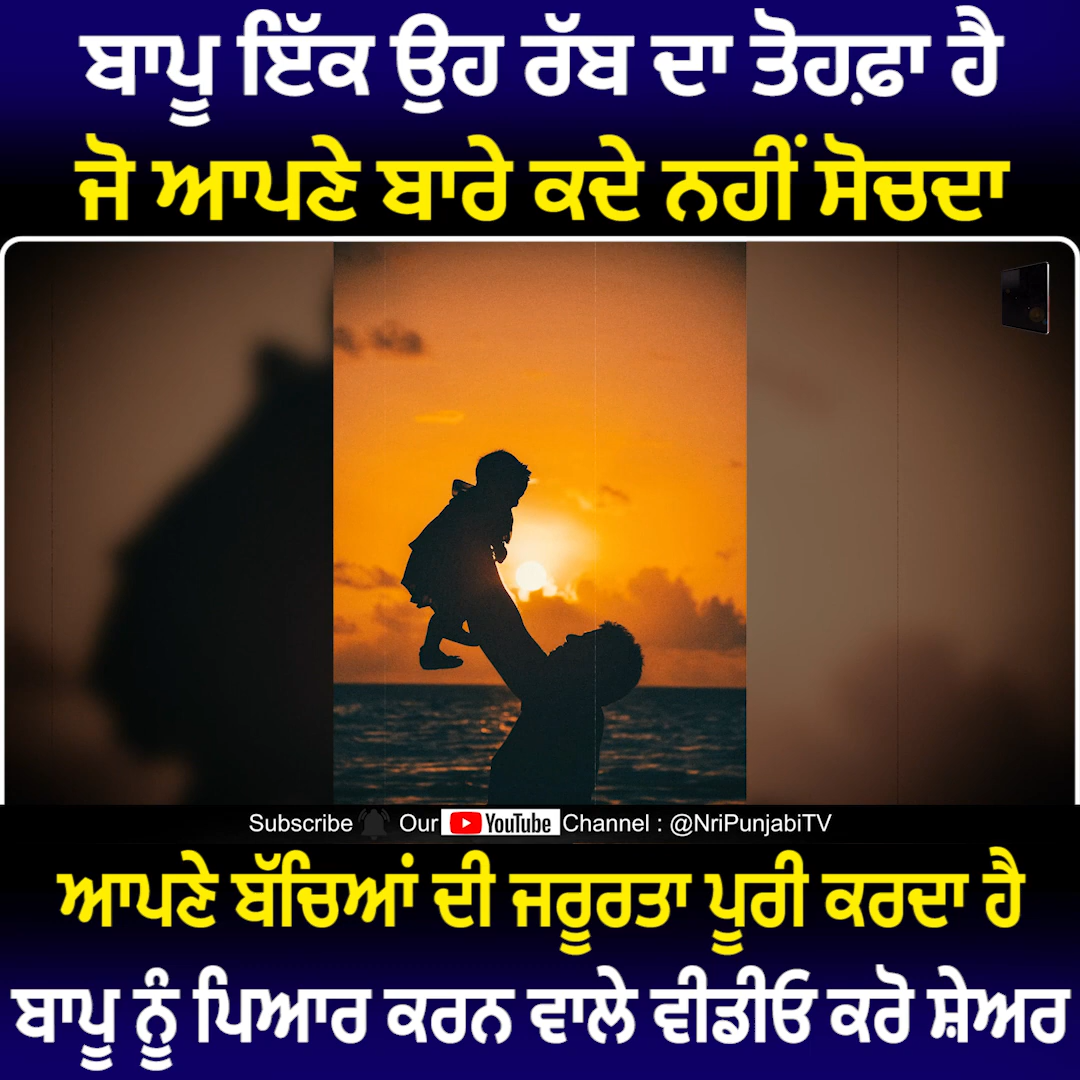 ਬਾਪੂ ਇੱਕ ਉਹ ਰੱਬ ਦਾ ਤੋਹਫ਼ਾ ਹੈ
ਜੋ ਆਪਣੇ ਬਾਰੇ ਕਦੇ ਨਹੀਂ ਸੋਚਦਾ
Subscribe Our YouTube Channel : @NriPunjabiTV
ਆਪਣੇ ਬੱਚਿਆਂ ਦੀ ਜਰੂਰਤਾ ਪੂਰੀ ਕਰਦਾ ਹੈ
ਬਾਪੂ ਨੂੰ ਪਿਆਰ ਕਰਨ ਵਾਲੇ ਵੀਡੀਓ ਕਰੋ ਸ਼ੇਅਰ